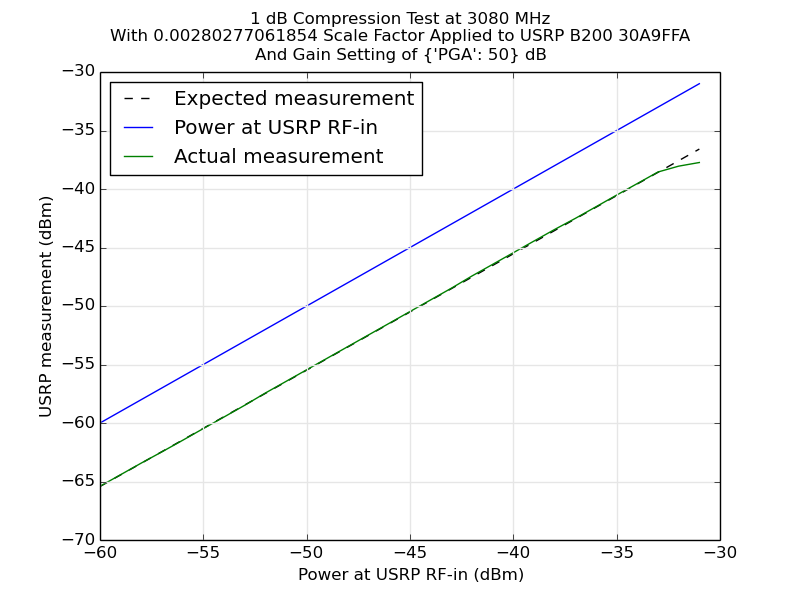 1 dB Compression Test at 3080 MHz
With 0.00280277061854 Scale Factor Applied to USRP B200 30A9FFA
And Gain Setting of {'PGA': 50} dB
Expected measurement
Power at USRP RF-in
Actual measurement
USRP measurement (dBm)
−30
−35
−40
−45
−50
−55
−60
−65
−70
−60
−55
−50
−45
−40
−35
−30
Power at USRP RF-in (dBm)